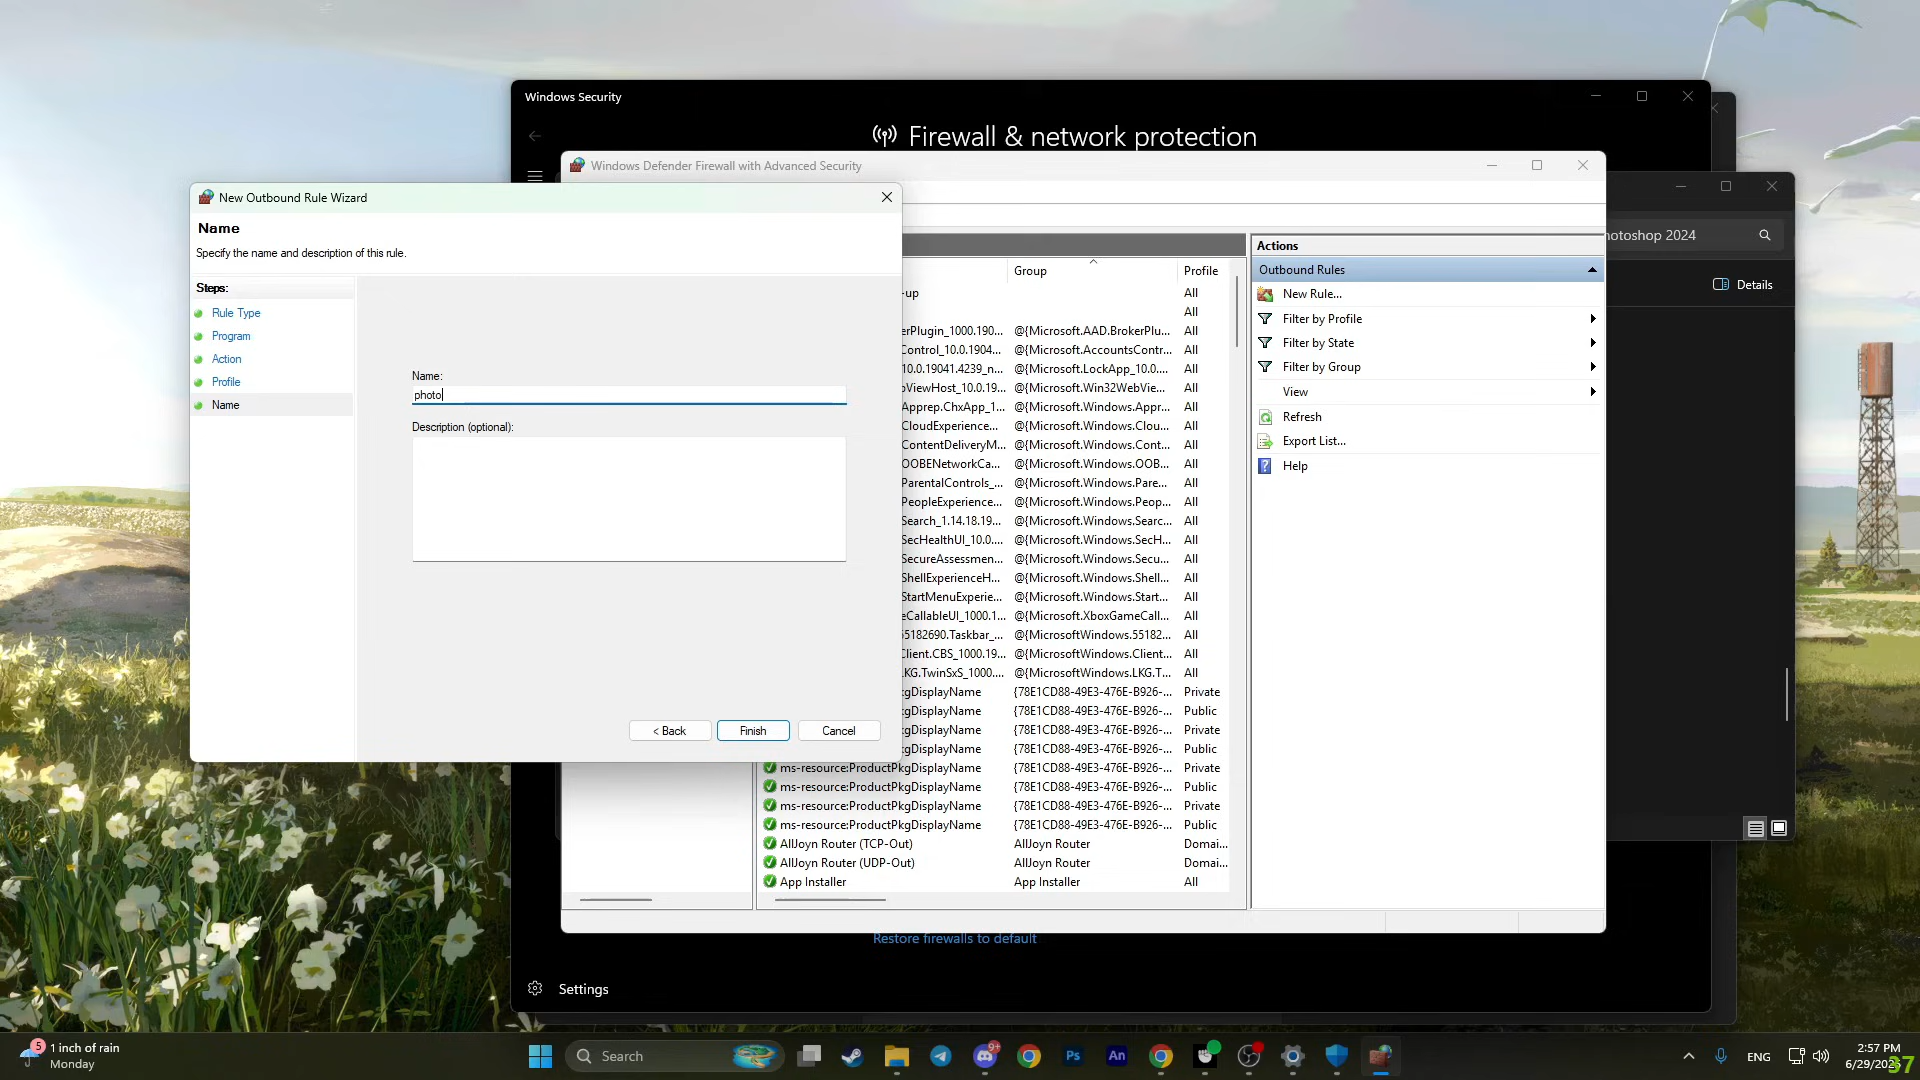 Windows Security
Firewall & network protection
Windows Defender Firewall with Advanced Security
New Outbound Rule Wizard
Name
Specify the name and description of this rule.
Steps:
Rule Type
Program
Action
Profile
Name
Name:
photo
Description (optional):
< Back
Finish
Cancel
Group
Profile
-up
All
All
erPlugin_1000.190... @{Microsoft.AAD.BrokerPlu... All
Control_10.0.1904... @{Microsoft.AccountsContr... All
10.0.19041.4239_n... @{Microsoft.LockApp_10.0.... All
bViewHost_10.0.19... @{Microsoft.Win32WebVie... All
Apprep.ChxApp_1... @{Microsoft.Windows.Appr... All
CloudExperience... @{Microsoft.Windows.Clou... All
ContentDeliveryM... @{Microsoft.Windows.Cont... All
OOBENetworkCa... @{Microsoft.Windows.OOB... All
ParentalControls_... @{Microsoft.Windows.Pare... All
PeopleExperience... @{Microsoft.Windows.Peop... All
Search_1.14.18.19... @{Microsoft.Windows.Searc... All
SecHealthUI_10.0.... @{Microsoft.Windows.SecH... All
SecureAssessmen... @{Microsoft.Windows.Secu... All
ShellExperienceH... @{Microsoft.Windows.Shell... All
StartMenuExperie... @{Microsoft.Windows.Start... All
eCallableUI_1000.1... @{Microsoft.XboxGameCall... All
55182690.Taskbar_... @{MicrosoftWindows.55182... All
Client.CBS_1000.19... @{MicrosoftWindows.Client... All
LKG.TwinSxS_1000.... @{MicrosoftWindows.LKG.T... All
kgDisplayName {78E1CD88-49E3-476E-B926-... Private
kgDisplayName {78E1CD88-49E3-476E-B926-... Public
kgDisplayName {78E1CD88-49E3-476E-B926-... Private
kgDisplayName {78E1CD88-49E3-476E-B926-... Public
ms-resource:ProductPkgDisplayName {78E1CD88-49E3-476E-B926-... Private
ms-resource:ProductPkgDisplayName {78E1CD88-49E3-476E-B926-... Public
ms-resource:ProductPkgDisplayName {78E1CD88-49E3-476E-B926-... Private
ms-resource:ProductPkgDisplayName {78E1CD88-49E3-476E-B926-... Public
AllJoyn Router (TCP-Out) AllJoyn Router Domai...
AllJoyn Router (UDP-Out) AllJoyn Router Domai...
App Installer App Installer All
Actions
Outbound Rules
New Rule...
Filter by Profile
Filter by State
Filter by Group
View
Refresh
Export List...
? Help
hotoshop 2024
Details
Restore firewalls to default
Settings
5
1 inch of rain
Monday
Search
9+
Ps
An
ENG
2:57 PM
37